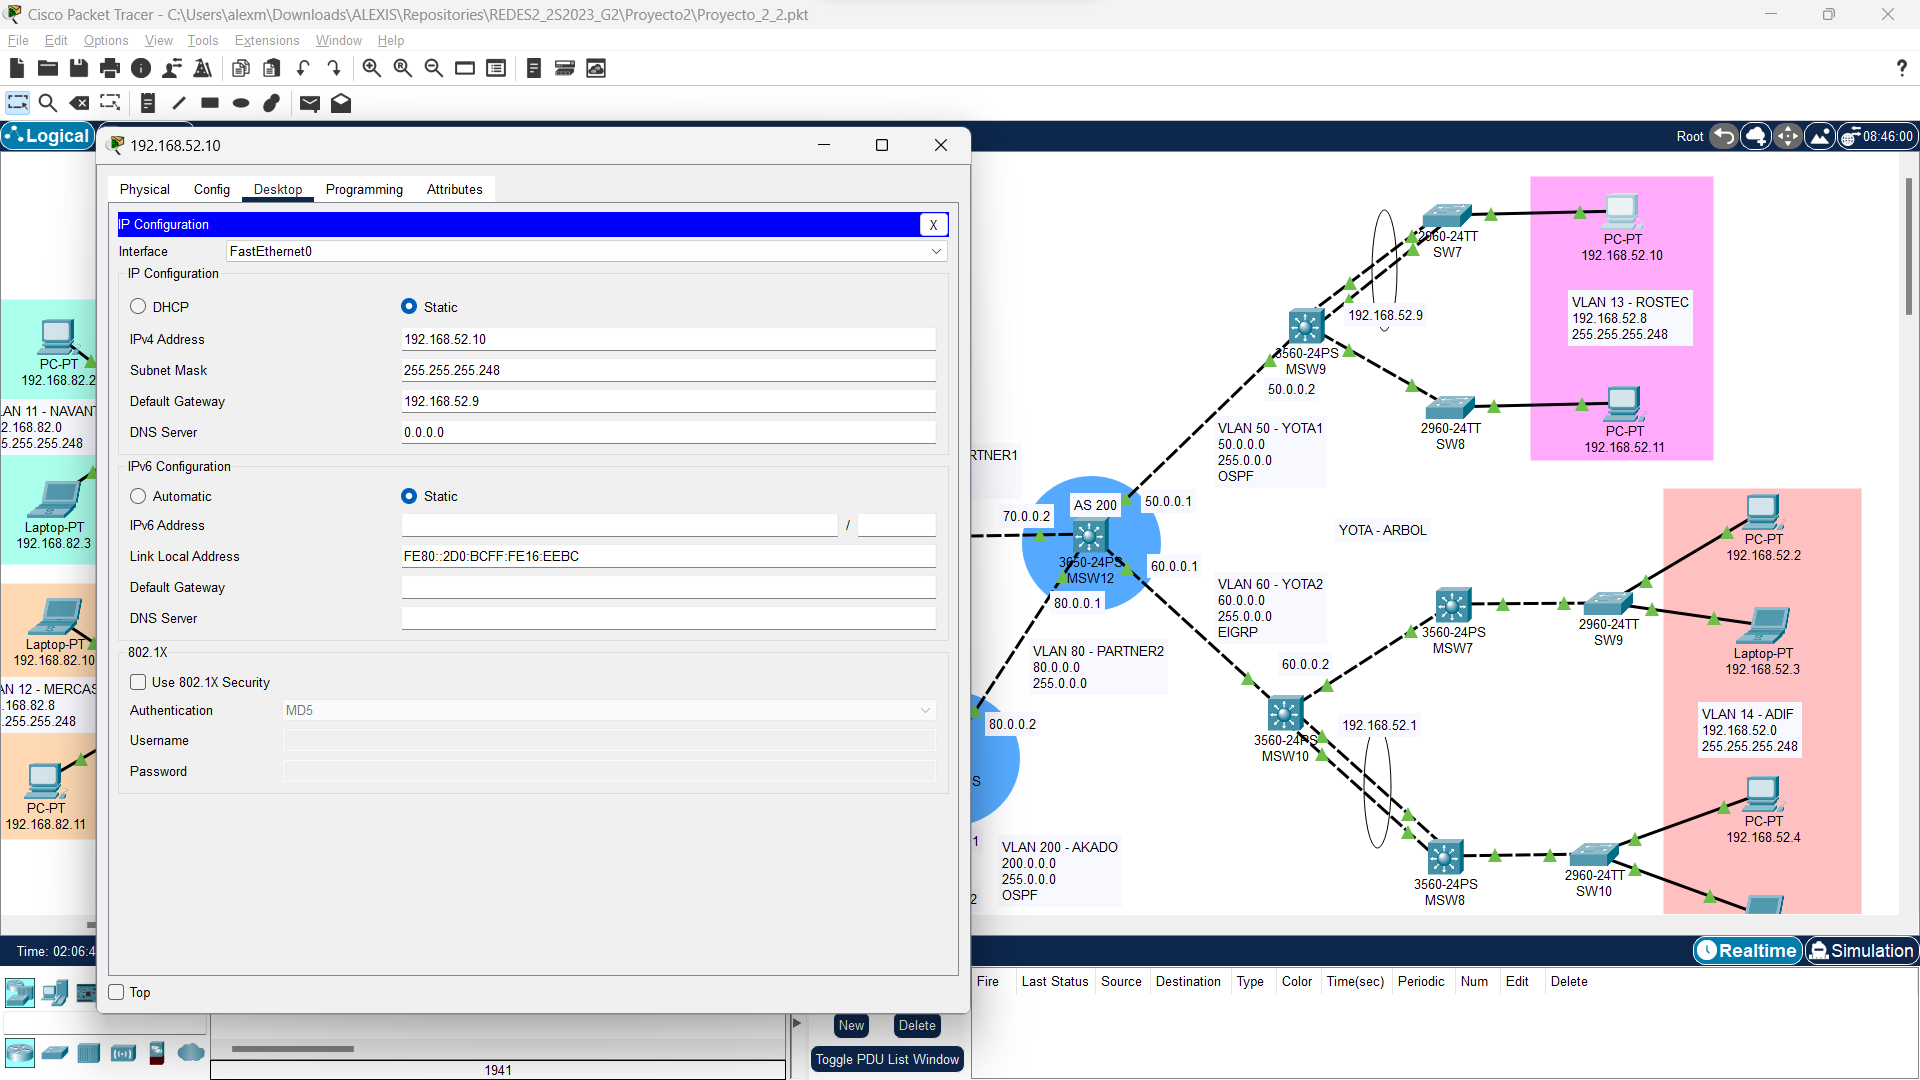 Cisco Packet Tracer - C:\Users\alexm\Downloads\ALEXIS\Repositories\REDES2_2S2023_G2\Proyecto2\Proyecto_2_2.pkt
File Edit Options View Tools Extensions Window Help
?
Logical
Root
08:46:00
192.168.52.10
Physical Config Desktop Programming Attributes
IP Configuration
X
Interface
FastEthernet0
IP Configuration
DHCP
Static
IPv4 Address
192.168.52.10
Subnet Mask
255.255.255.248
Default Gateway
192.168.52.9
DNS Server
0.0.0.0
IPv6 Configuration
Automatic
Static
IPv6 Address
/
Link Local Address
FE80::2D0:BCFF:FE16:EEBC
Default Gateway
DNS Server
802.1X
Use 802.1X Security
Authentication
MD5
Username
Password
Top
PC-PT
192.168.82.2
LAN 11 - NAVANT
2.168.82.0
5.255.255.248
Laptop-PT
192.168.82.3
Laptop-PT
192.168.82.10
AN 12 - MERCAS
.168.82.8
.255.255.248
PC-PT
192.168.82.11
2960-24TT
SW7
PC-PT
192.168.52.10
VLAN 13 - ROSTEC
192.168.52.8
255.255.255.248
192.168.52.9
3560-24PS
MSW9
50.0.0.2
2960-24TT
SW8
PC-PT
192.168.52.11
VLAN 50 - YOTA1
50.0.0.0
255.0.0.0
OSPF
RTNER1
AS 200
50.0.0.1
70.0.0.2
3650-24PS
MSW12
60.0.0.1
80.0.0.1
YOTA - ARBOL
VLAN 60 - YOTA2
60.0.0.0
255.0.0.0
EIGRP
PC-PT
192.168.52.2
3560-24PS
MSW7
2960-24TT
SW9
Laptop-PT
192.168.52.3
VLAN 80 - PARTNER2
80.0.0.0
255.0.0.0
60.0.0.2
80.0.0.2
3560-24PS
MSW10
192.168.52.1
VLAN 14 - ADIF
192.168.52.0
255.255.255.248
S
PC-PT
192.168.52.4
1
VLAN 200 - AKADO
200.0.0.0
255.0.0.0
OSPF
2
3560-24PS
MSW8
2960-24TT
SW10
Time: 02:06:4
Realtime
Simulation
Fire Last Status Source Destination Type Color Time(sec) Periodic Num Edit Delete
New
Delete
Toggle PDU List Window
1941